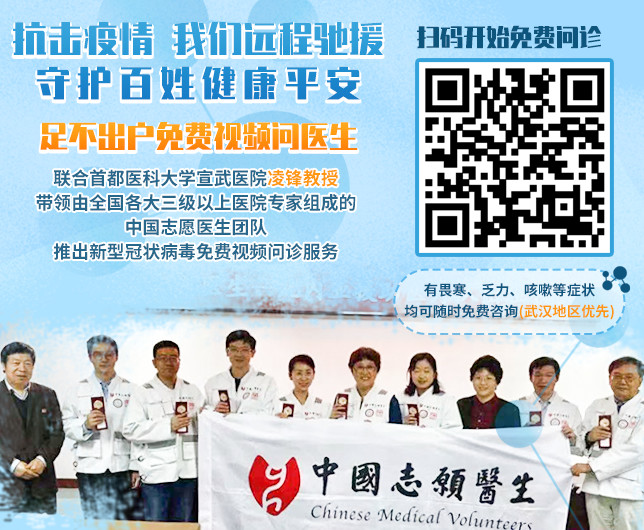 抗击疫情 我们远程驰援
守护百姓健康平安
足不出户免费视频问医生
联合首都医科大学宣武医院凌锋教授
带领由全国各大三级以上医院专家组成的
中国志愿医生团队
推出新型冠状病毒免费视频问诊服务
扫码开始免费问诊
有畏寒、乏力、咳嗽等症状
均可随时免费咨询(武汉地区优先)
中國志願醫生
Chinese Medical Volunteers